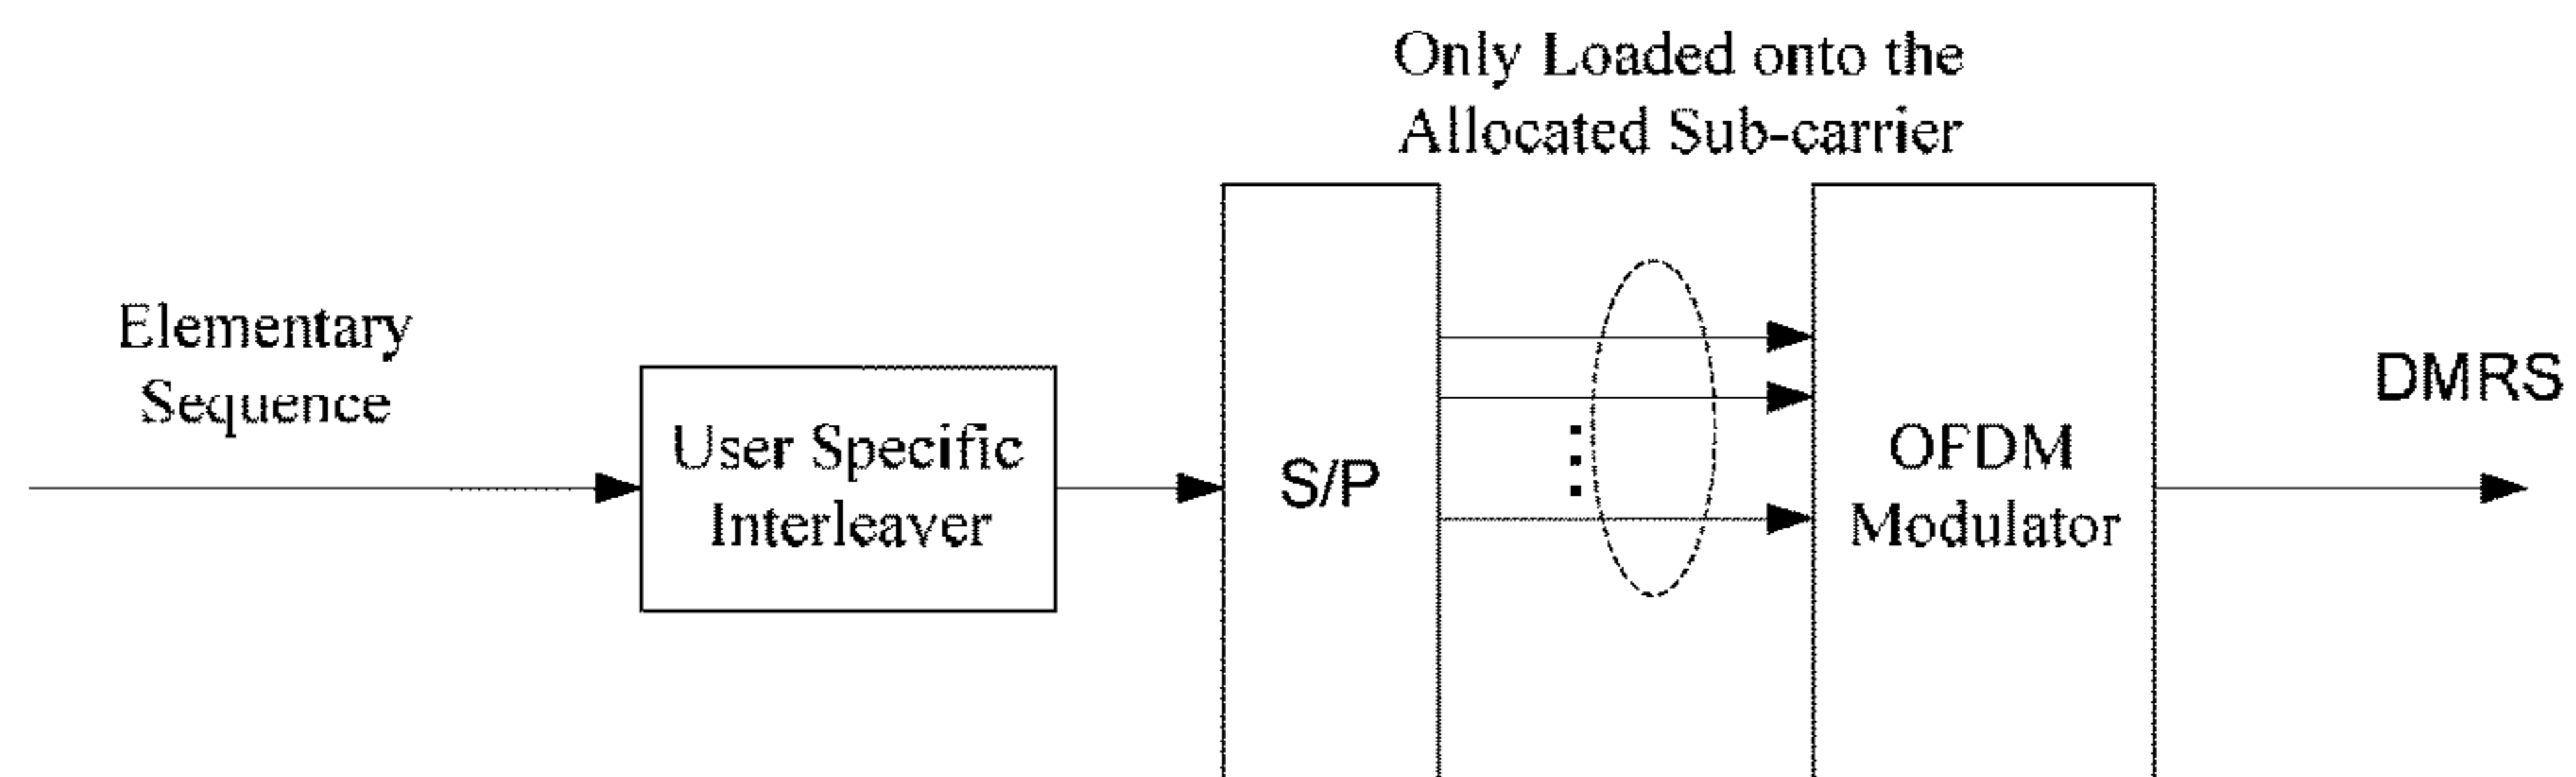 Only Loaded onto the
Allocated Sub-carrier
Elementary
Sequence
User Specific
Interleaver
S/P
OFDM
Modulator
DMRS